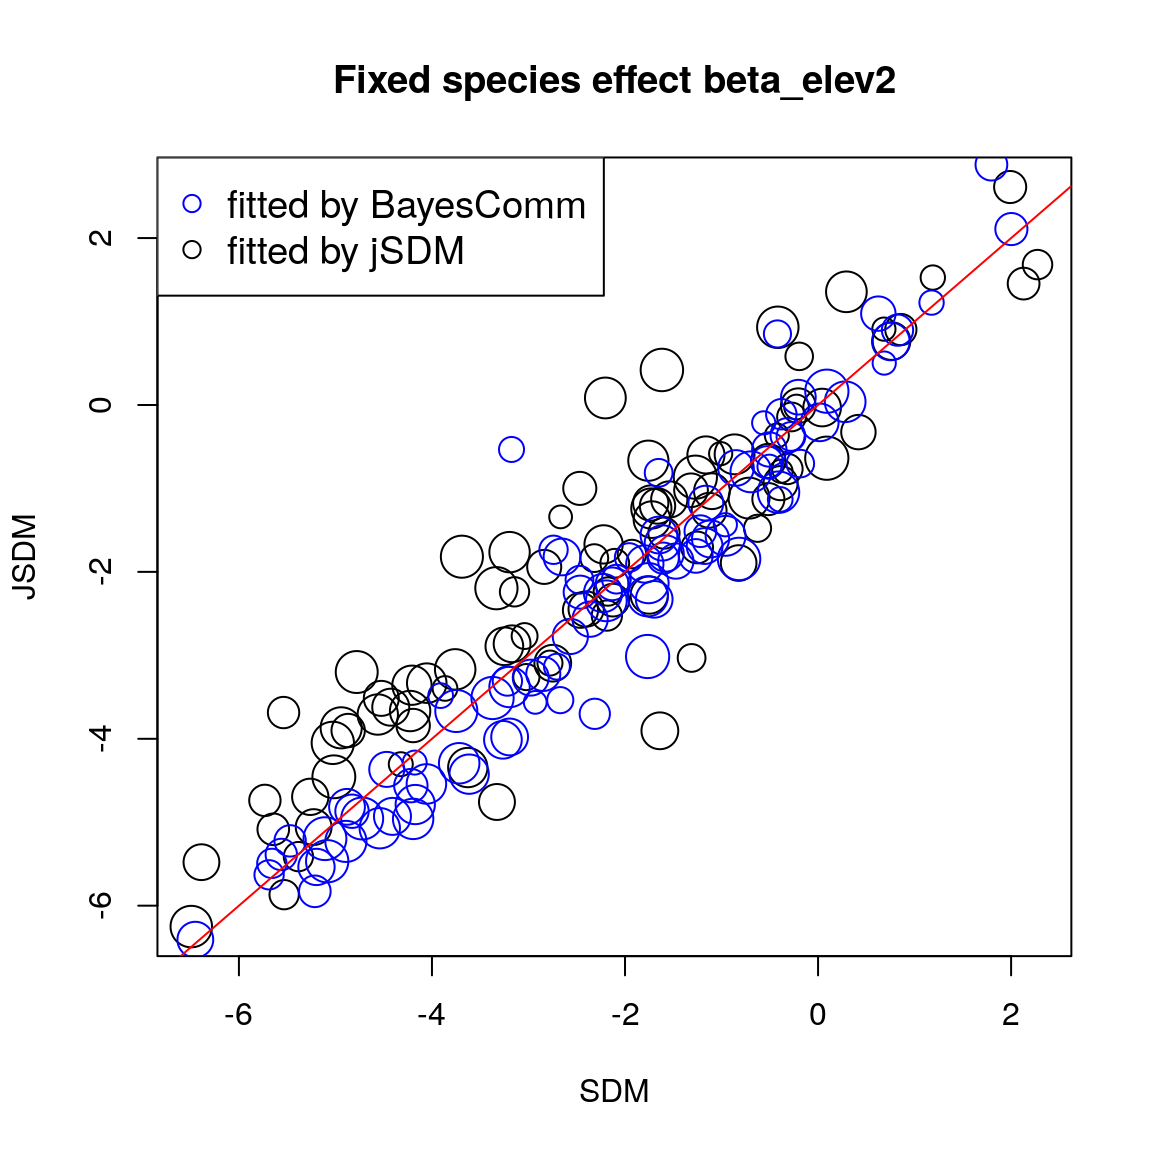 Fixed species effect beta_elev2
fitted by BayesComm
fitted by jSDM
JSDM
2
0
-2
-4
-6
-6 -4 -2 0 2
SDM